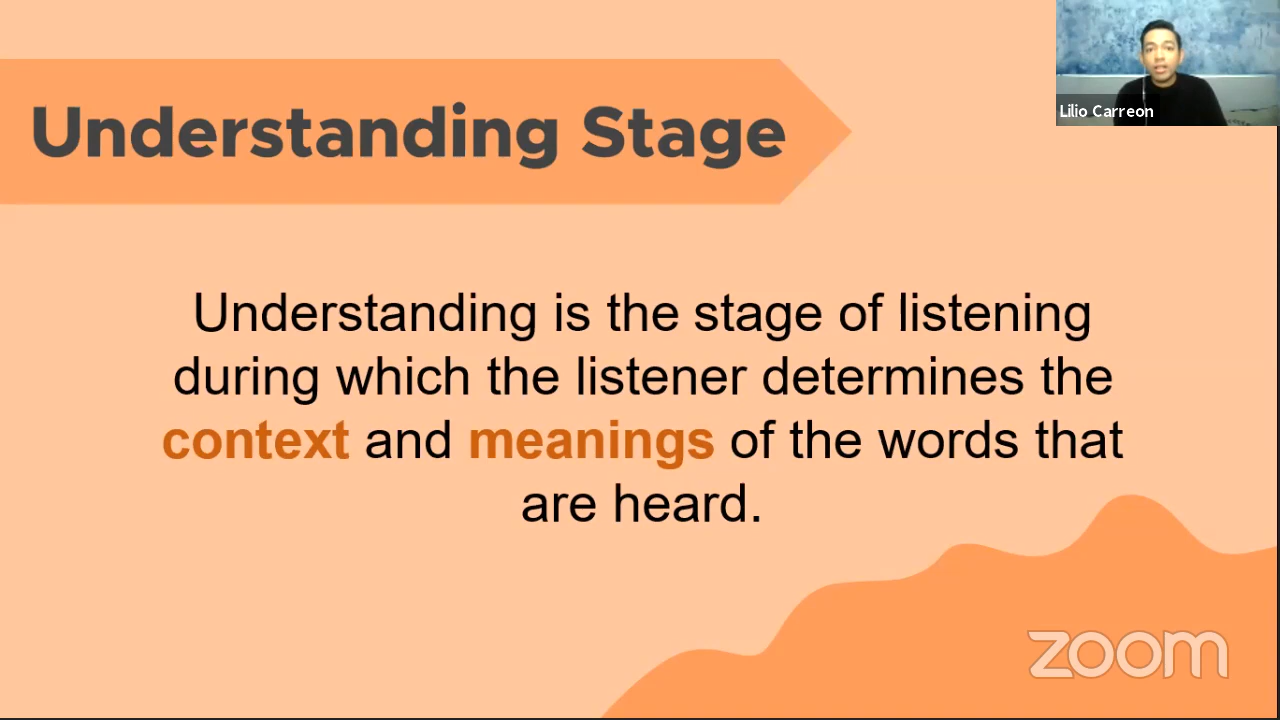 Understanding Stage
Lilio Carreon
Understanding is the stage of listening
during which the listener determines the
context and meanings of the words that
are heard.
zoom